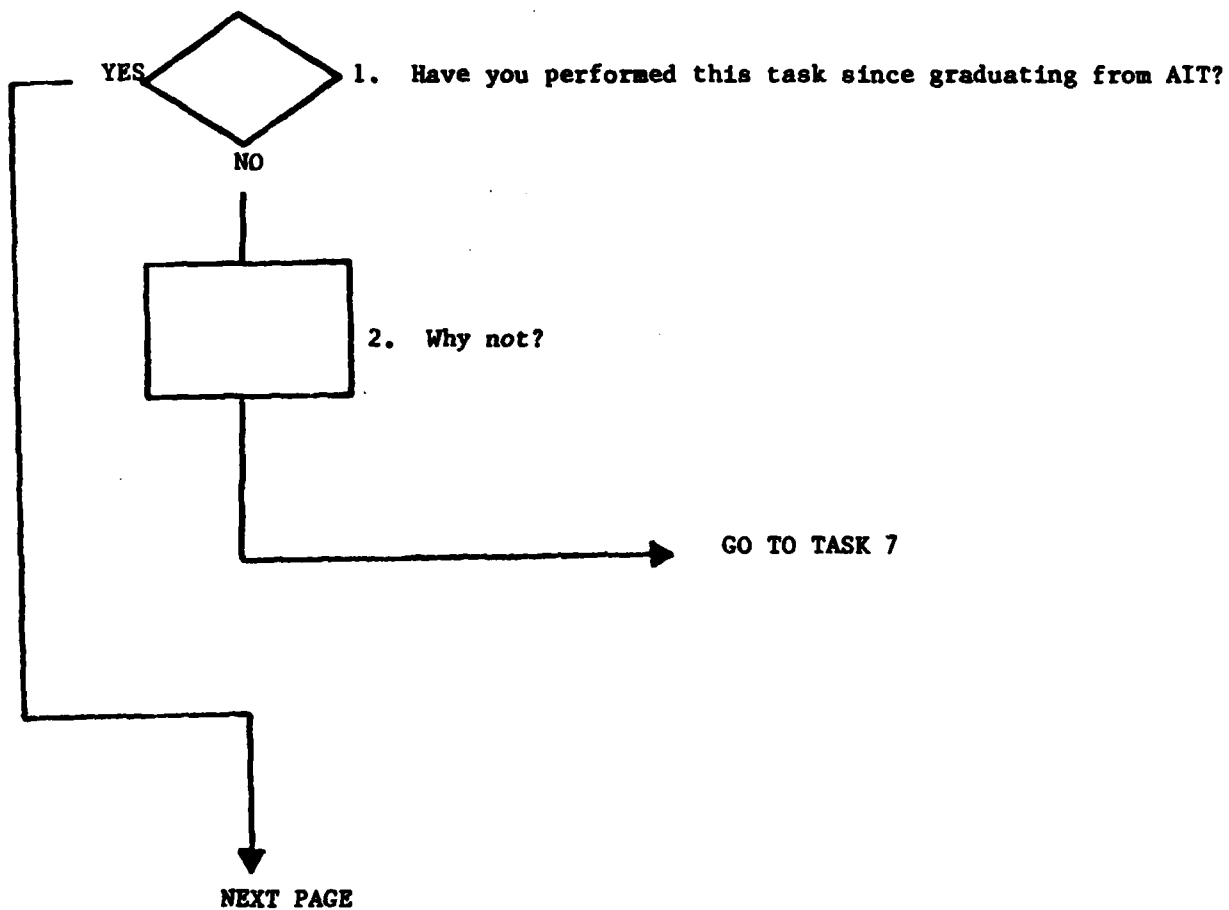 YES
1. Have you performed this task since graduating from AIT?
NO
2. Why not?
GO TO TASK 7
NEXT PAGE